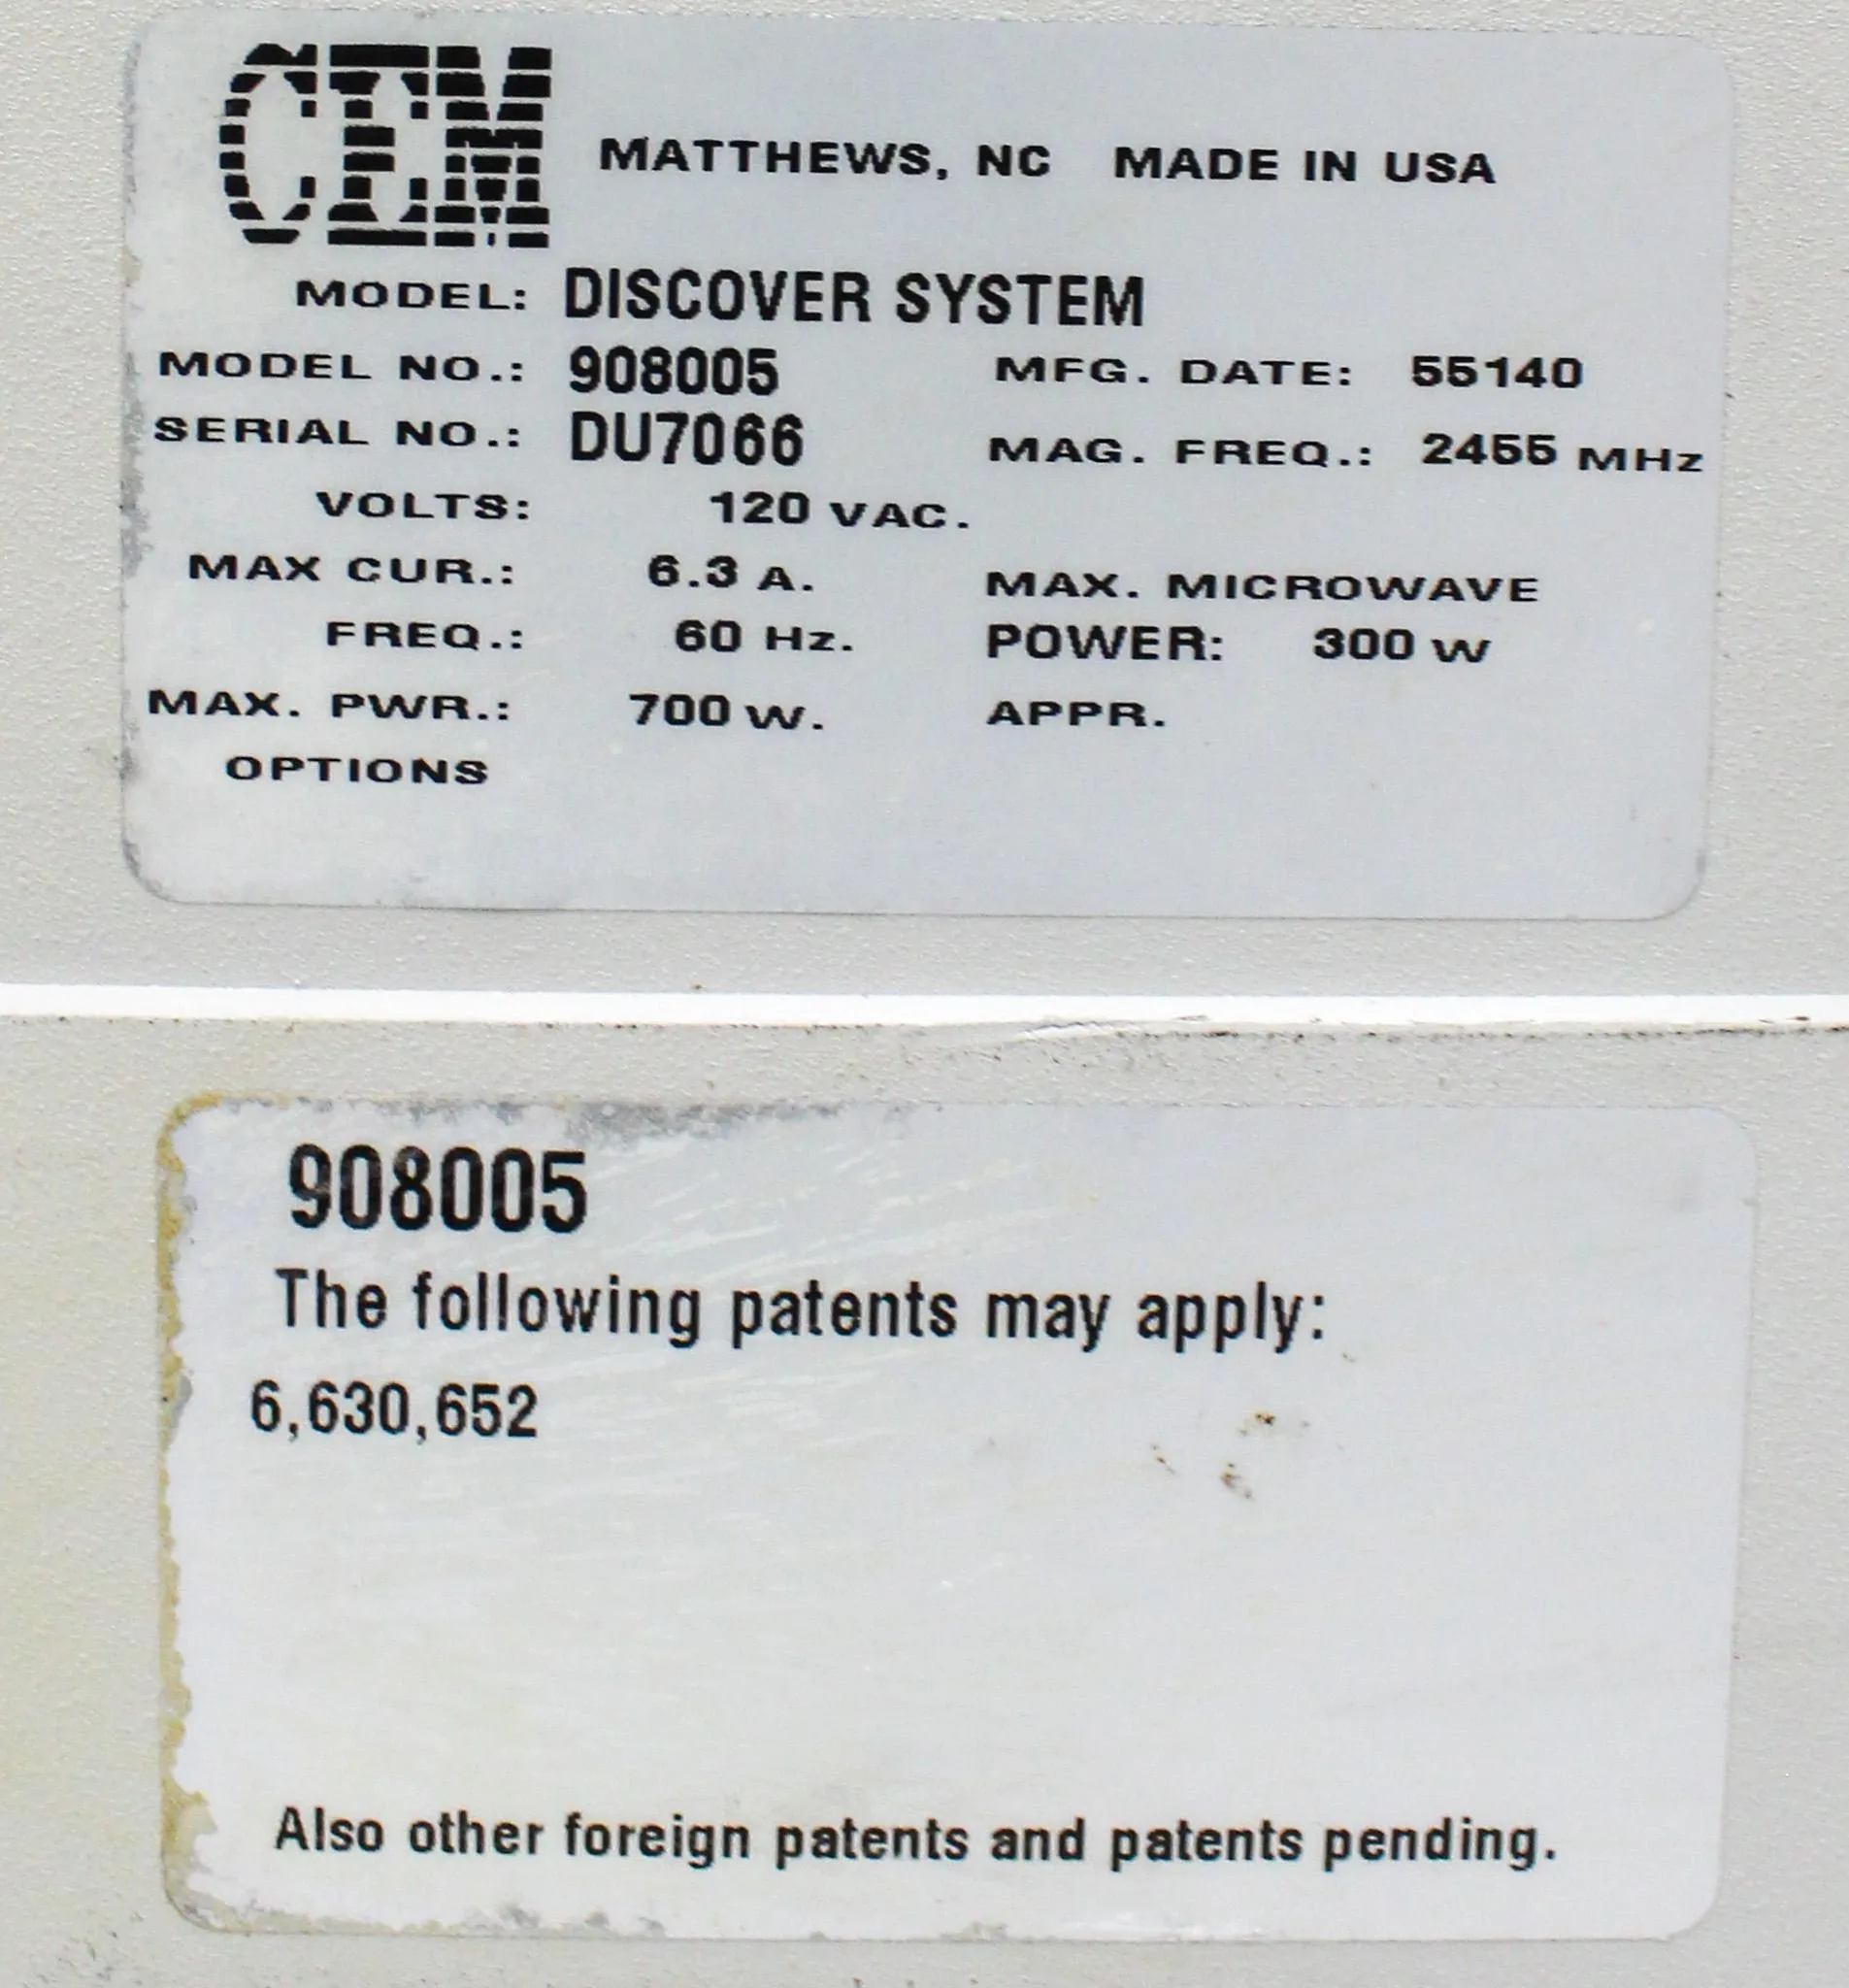 CEM MATTHEWS, NC MADE IN USA
MODEL: DISCOVER SYSTEM
MODEL NO.: 908005 MFG. DATE: 55140
SERIAL NO.: DU7066 MAG. FREQ.: 2455 MHz
VOLTS: 120 VAC.
MAX CUR.: 6.3 A. MAX. MICROWAVE
FREQ.: 60 Hz. POWER: 300 W
MAX. PWR.: 700 W. APPR.
OPTIONS
908005
The following patents may apply:
6,630,652
Also other foreign patents and patents pending.